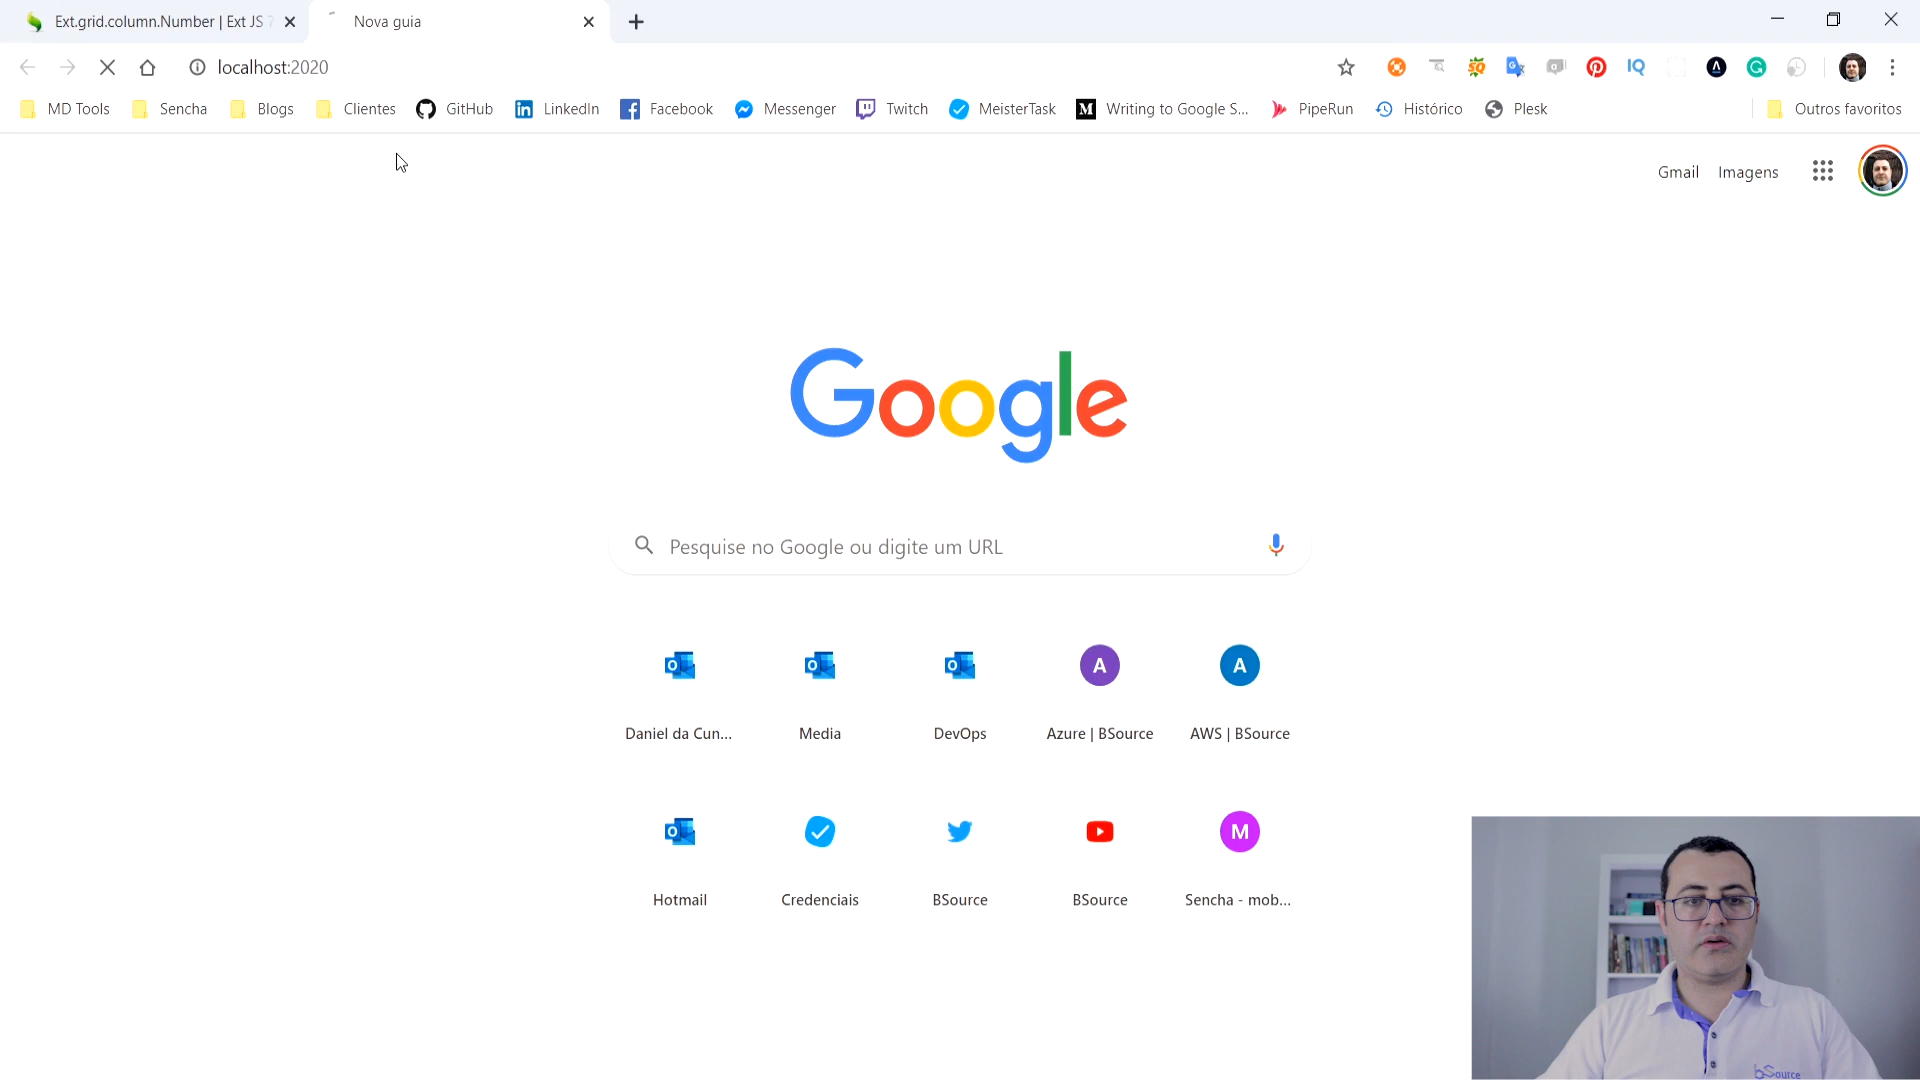 Ext.grid.column.Number | Ext JS 7
Nova guia
localhost:2020
MD Tools
Sencha
Blogs
Clientes
GitHub
LinkedIn
Facebook
Messenger
Twitch
MeisterTask
Writing to Google S...
PipeRun
Histórico
Plesk
Outros favoritos
Gmail
Imagens
Google
Pesquise no Google ou digite um URL
Daniel da Cun...
Media
DevOps
Azure | BSource
AWS | BSource
Hotmail
Credenciais
BSource
BSource
Sencha - mob...
bSource